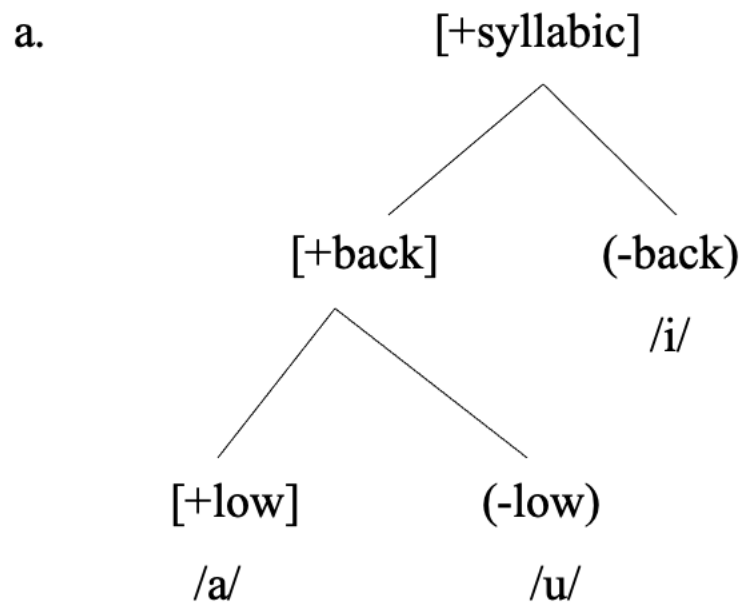 a. [+syllabic]
[+back] (-back)
/i/
[+low] (-low)
/a/ /u/